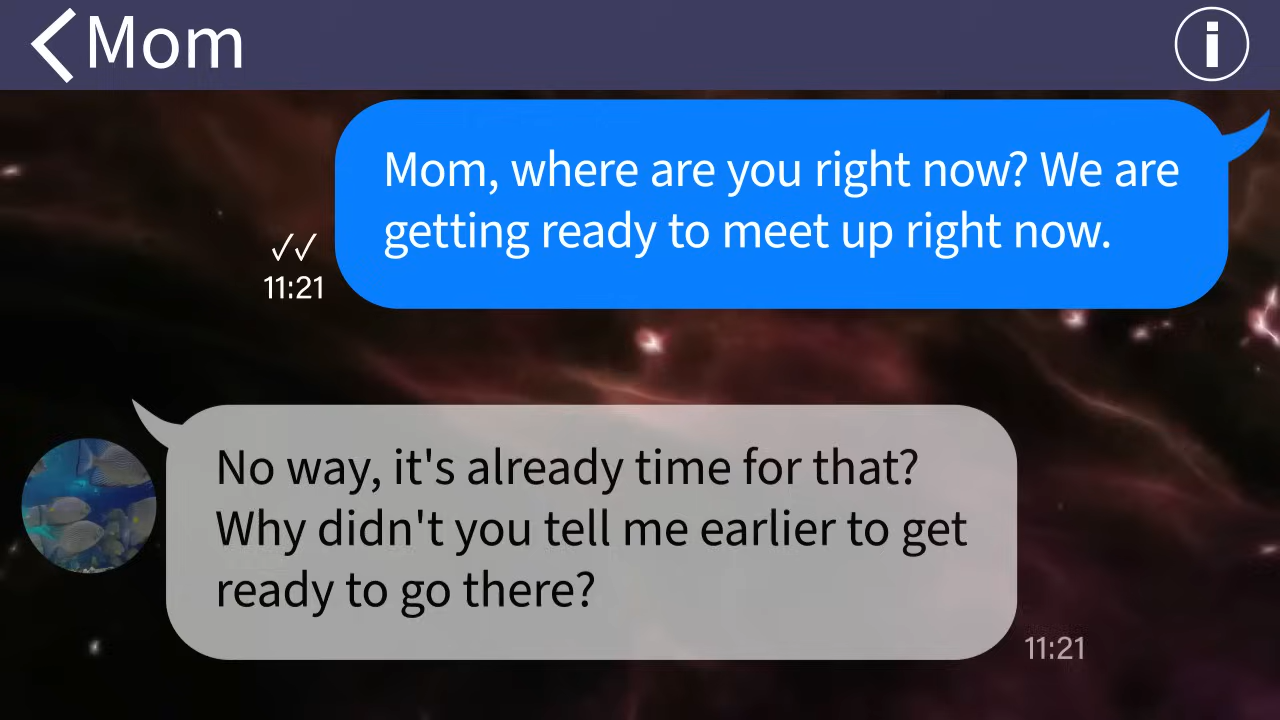 Mom
Mom, where are you right now? We are
getting ready to meet up right now.
11:21
No way, it's already time for that?
Why didn't you tell me earlier to get
ready to go there?
11:21